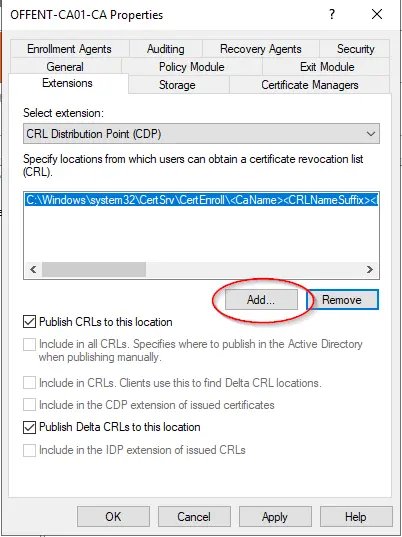 OFFENT-CA01-CA Properties
Enrollment Agents Auditing Recovery Agents Security
General Policy Module Exit Module
Extensions Storage Certificate Managers
Select extension:
CRL Distribution Point (CDP)
Specify locations from which users can obtain a certificate revocation list
(CRL).
C:\Windows\system32\CertSrv\CertEnroll\<CaName><CRLNameSuffix><
Add... Remove
Publish CRLs to this location
Include in all CRLs. Specifies where to publish in the Active Directory
when publishing manually.
Include in CRLs. Clients use this to find Delta CRL locations.
Include in the CDP extension of issued certificates
Publish Delta CRLs to this location
Include in the IDP extension of issued CRLs
OK Cancel Apply Help